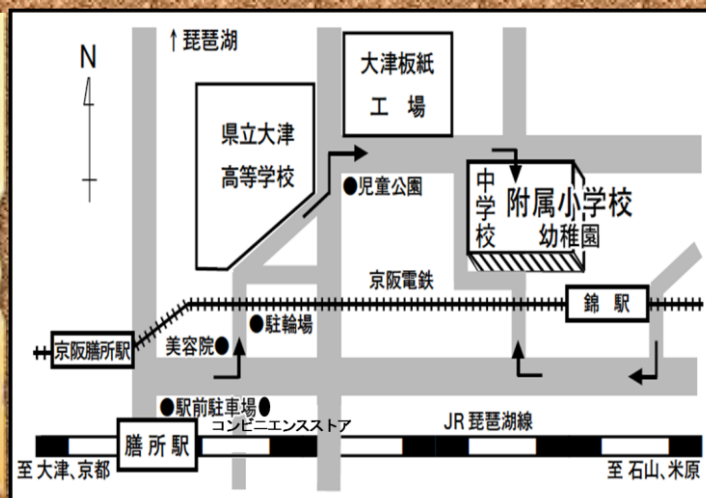 ↑琵琶湖
N
大津板紙
工 場
県立大津
高等学校
●児童公園
中学校
附属小学校
幼稚園
京阪電鉄
錦 駅
●駐輪場
美容院●
京阪膳所駅
●駅前駐車場●
コンビニエンスストア
JR琵琶湖線
膳所駅
至 大津、京都
至 石山、米原